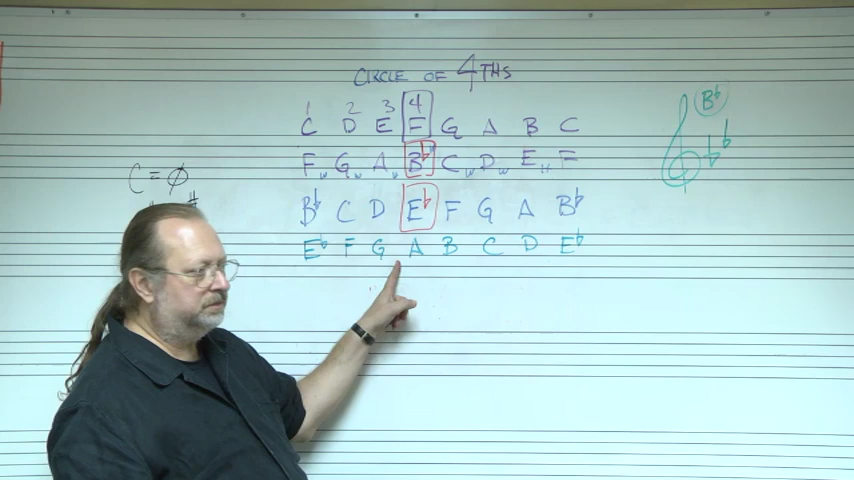 CIRCLE OF 4THS
1 2 3 4
C D E F G A B C
F G A B♭ C D E F
w w w w w H
C = Ø
#
B♭ C D E♭ F G A B♭
E♭ F G A B C D E♭
B♭
♭ ♭